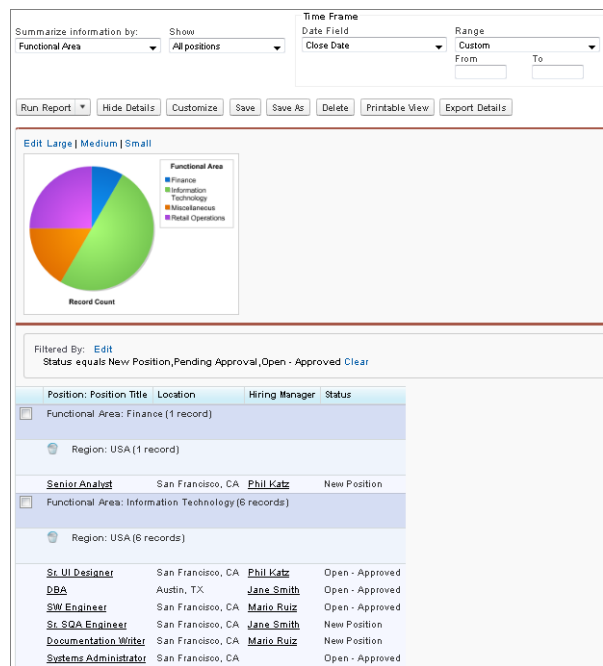 Time Frame
Summarize information by: Show Date Field Range
Functional Area All positions Close Date Custom
From To
Run Report Hide Details Customize Save Save As Delete Printable View Export Details
Edit Large | Medium | Small
Functional Area
Finance
Information
Technology
Miscellaneous
Retail Operations
Record Count
Filtered By: Edit
Status equals New Position,Pending Approval,Open - Approved Clear
Position: Position Title Location Hiring Manager Status
Functional Area: Finance (1 record)
Region: USA (1 record)
Senior Analyst San Francisco, CA Phil Katz New Position
Functional Area: Information Technology (6 records)
Region: USA (6 records)
Sr. UI Designer San Francisco, CA Phil Katz Open - Approved
DBA Austin, TX Jane Smith Open - Approved
SW Engineer San Francisco, CA Mario Ruiz Open - Approved
Sr. SQA Engineer San Francisco, CA Jane Smith New Position
Documentation Writer San Francisco, CA Mario Ruiz New Position
Systems Administrator San Francisco, CA Open - Approved